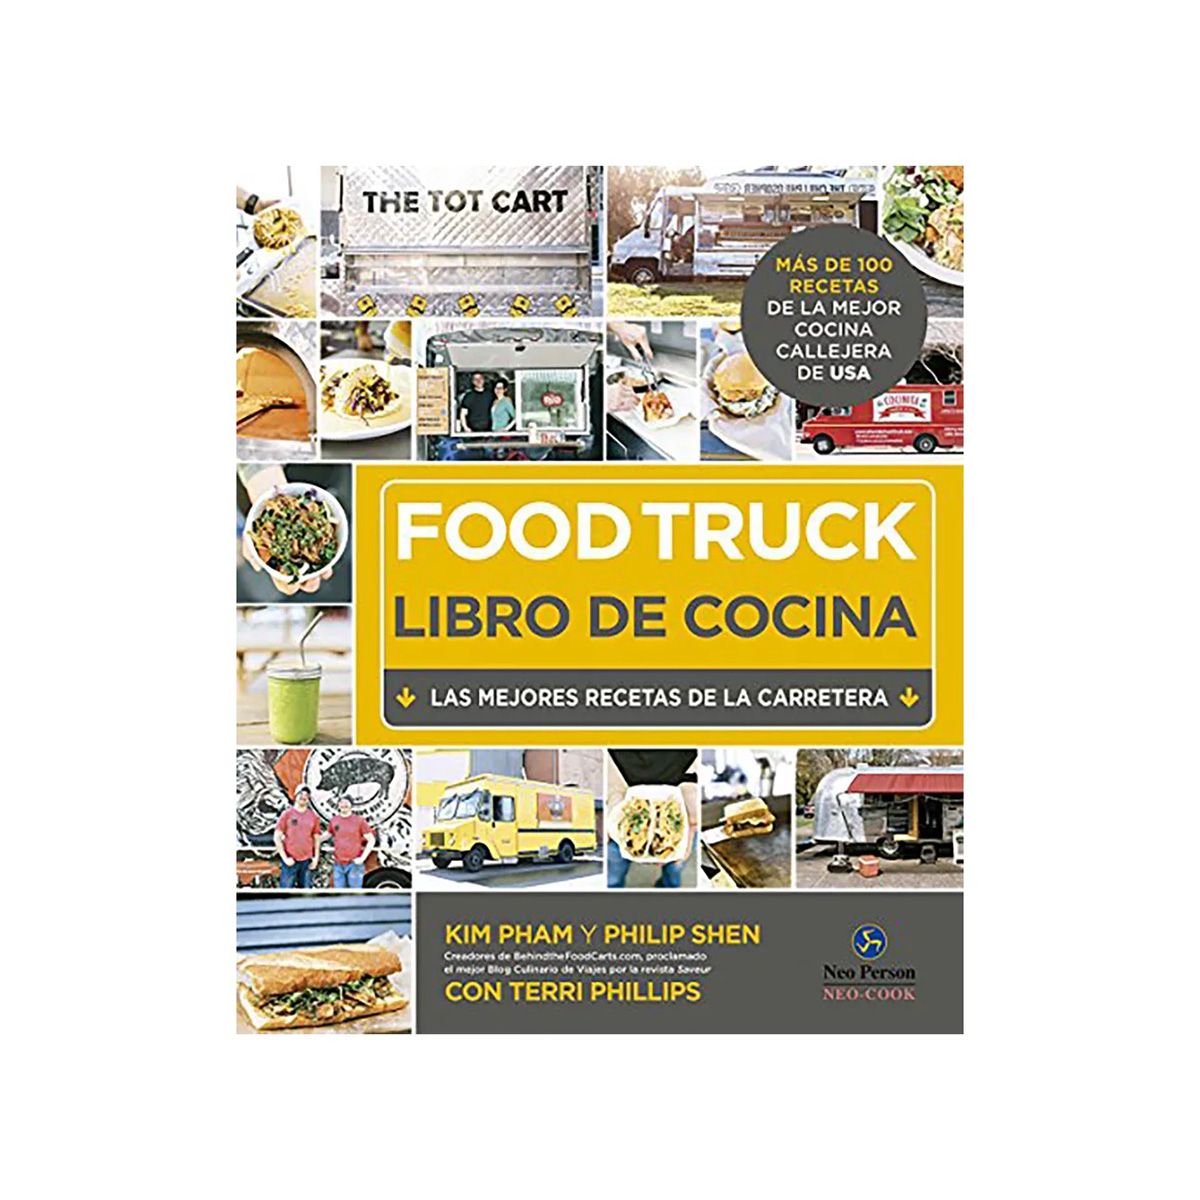 THE TOT CART
MÁS DE 100
RECETAS
DE LA MEJOR
COCINA
CALLEJERA
DE USA
FOOD TRUCK
LIBRO DE COCINA
LAS MEJORES RECETAS DE LA CARRETERA
KIM PHAM Y PHILIP SHEN
Creadores de BehindtheFoodCarts.com, proclamado
el mejor Blog Culinario de Viajes por la revista Saveur
CON TERRI PHILLIPS
Neo Person
NEO-COOK